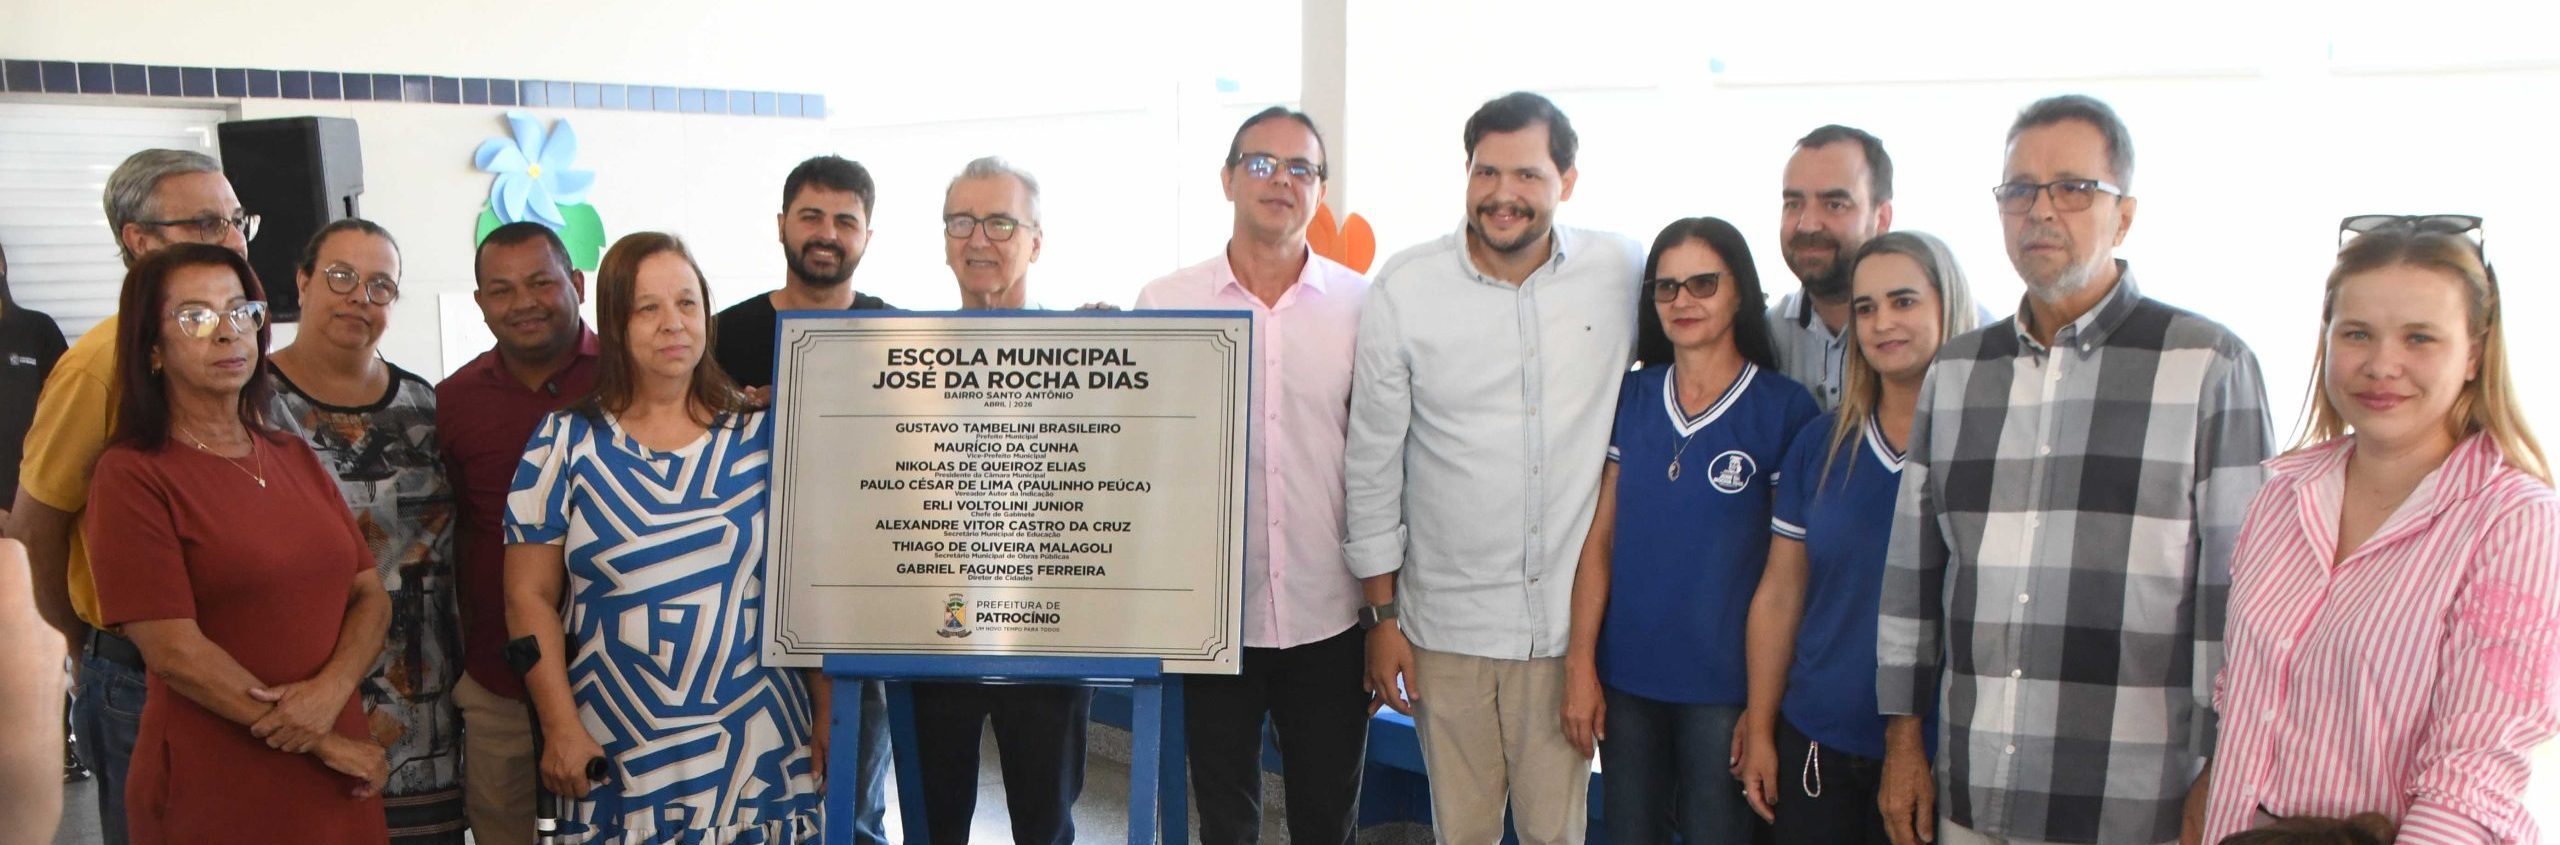 ESCOLA MUNICIPAL
JOSÉ DA ROCHA DIAS
BAIRRO SANTO ANTÔNIO
ABRIL | 2026
GUSTAVO TAMBELINI BRASILEIRO
Prefeito Municipal
MAURÍCIO DA CUNHA
Vice-Prefeito Municipal
NIKOLAS DE QUEIROZ ELIAS
Presidente da Câmara Municipal
PAULO CÉSAR DE LIMA (PAULINHO PEÚCA)
Vereador Autor da Indicação
ERLI VOLTOLINI JUNIOR
Chefe de Gabinete
ALEXANDRE VITOR CASTRO DA CRUZ
Secretário Municipal de Educação
THIAGO DE OLIVEIRA MALAGOLI
Secretário Municipal de Obras Públicas
GABRIEL FAGUNDES FERREIRA
Diretor de Cidades
PREFEITURA DE
PATROCÍNIO
UM NOVO TEMPO PARA TODOS